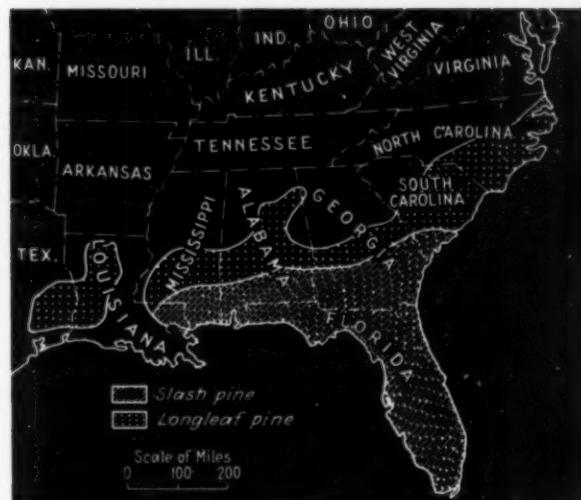 OHIO
IND.
ILL.
WEST VIRGINIA
KAN.
MISSOURI
VIRGINIA
KENTUCKY
OKLA.
TENNESSEE
NORTH CAROLINA
ARKANSAS
SOUTH CAROLINA
MISSISSIPPI
ALABAMA
GEORGIA
TEX.
LOUISIANA
FLORIDA
Slash pine
Longleaf pine
Scale of Miles
0 100 200